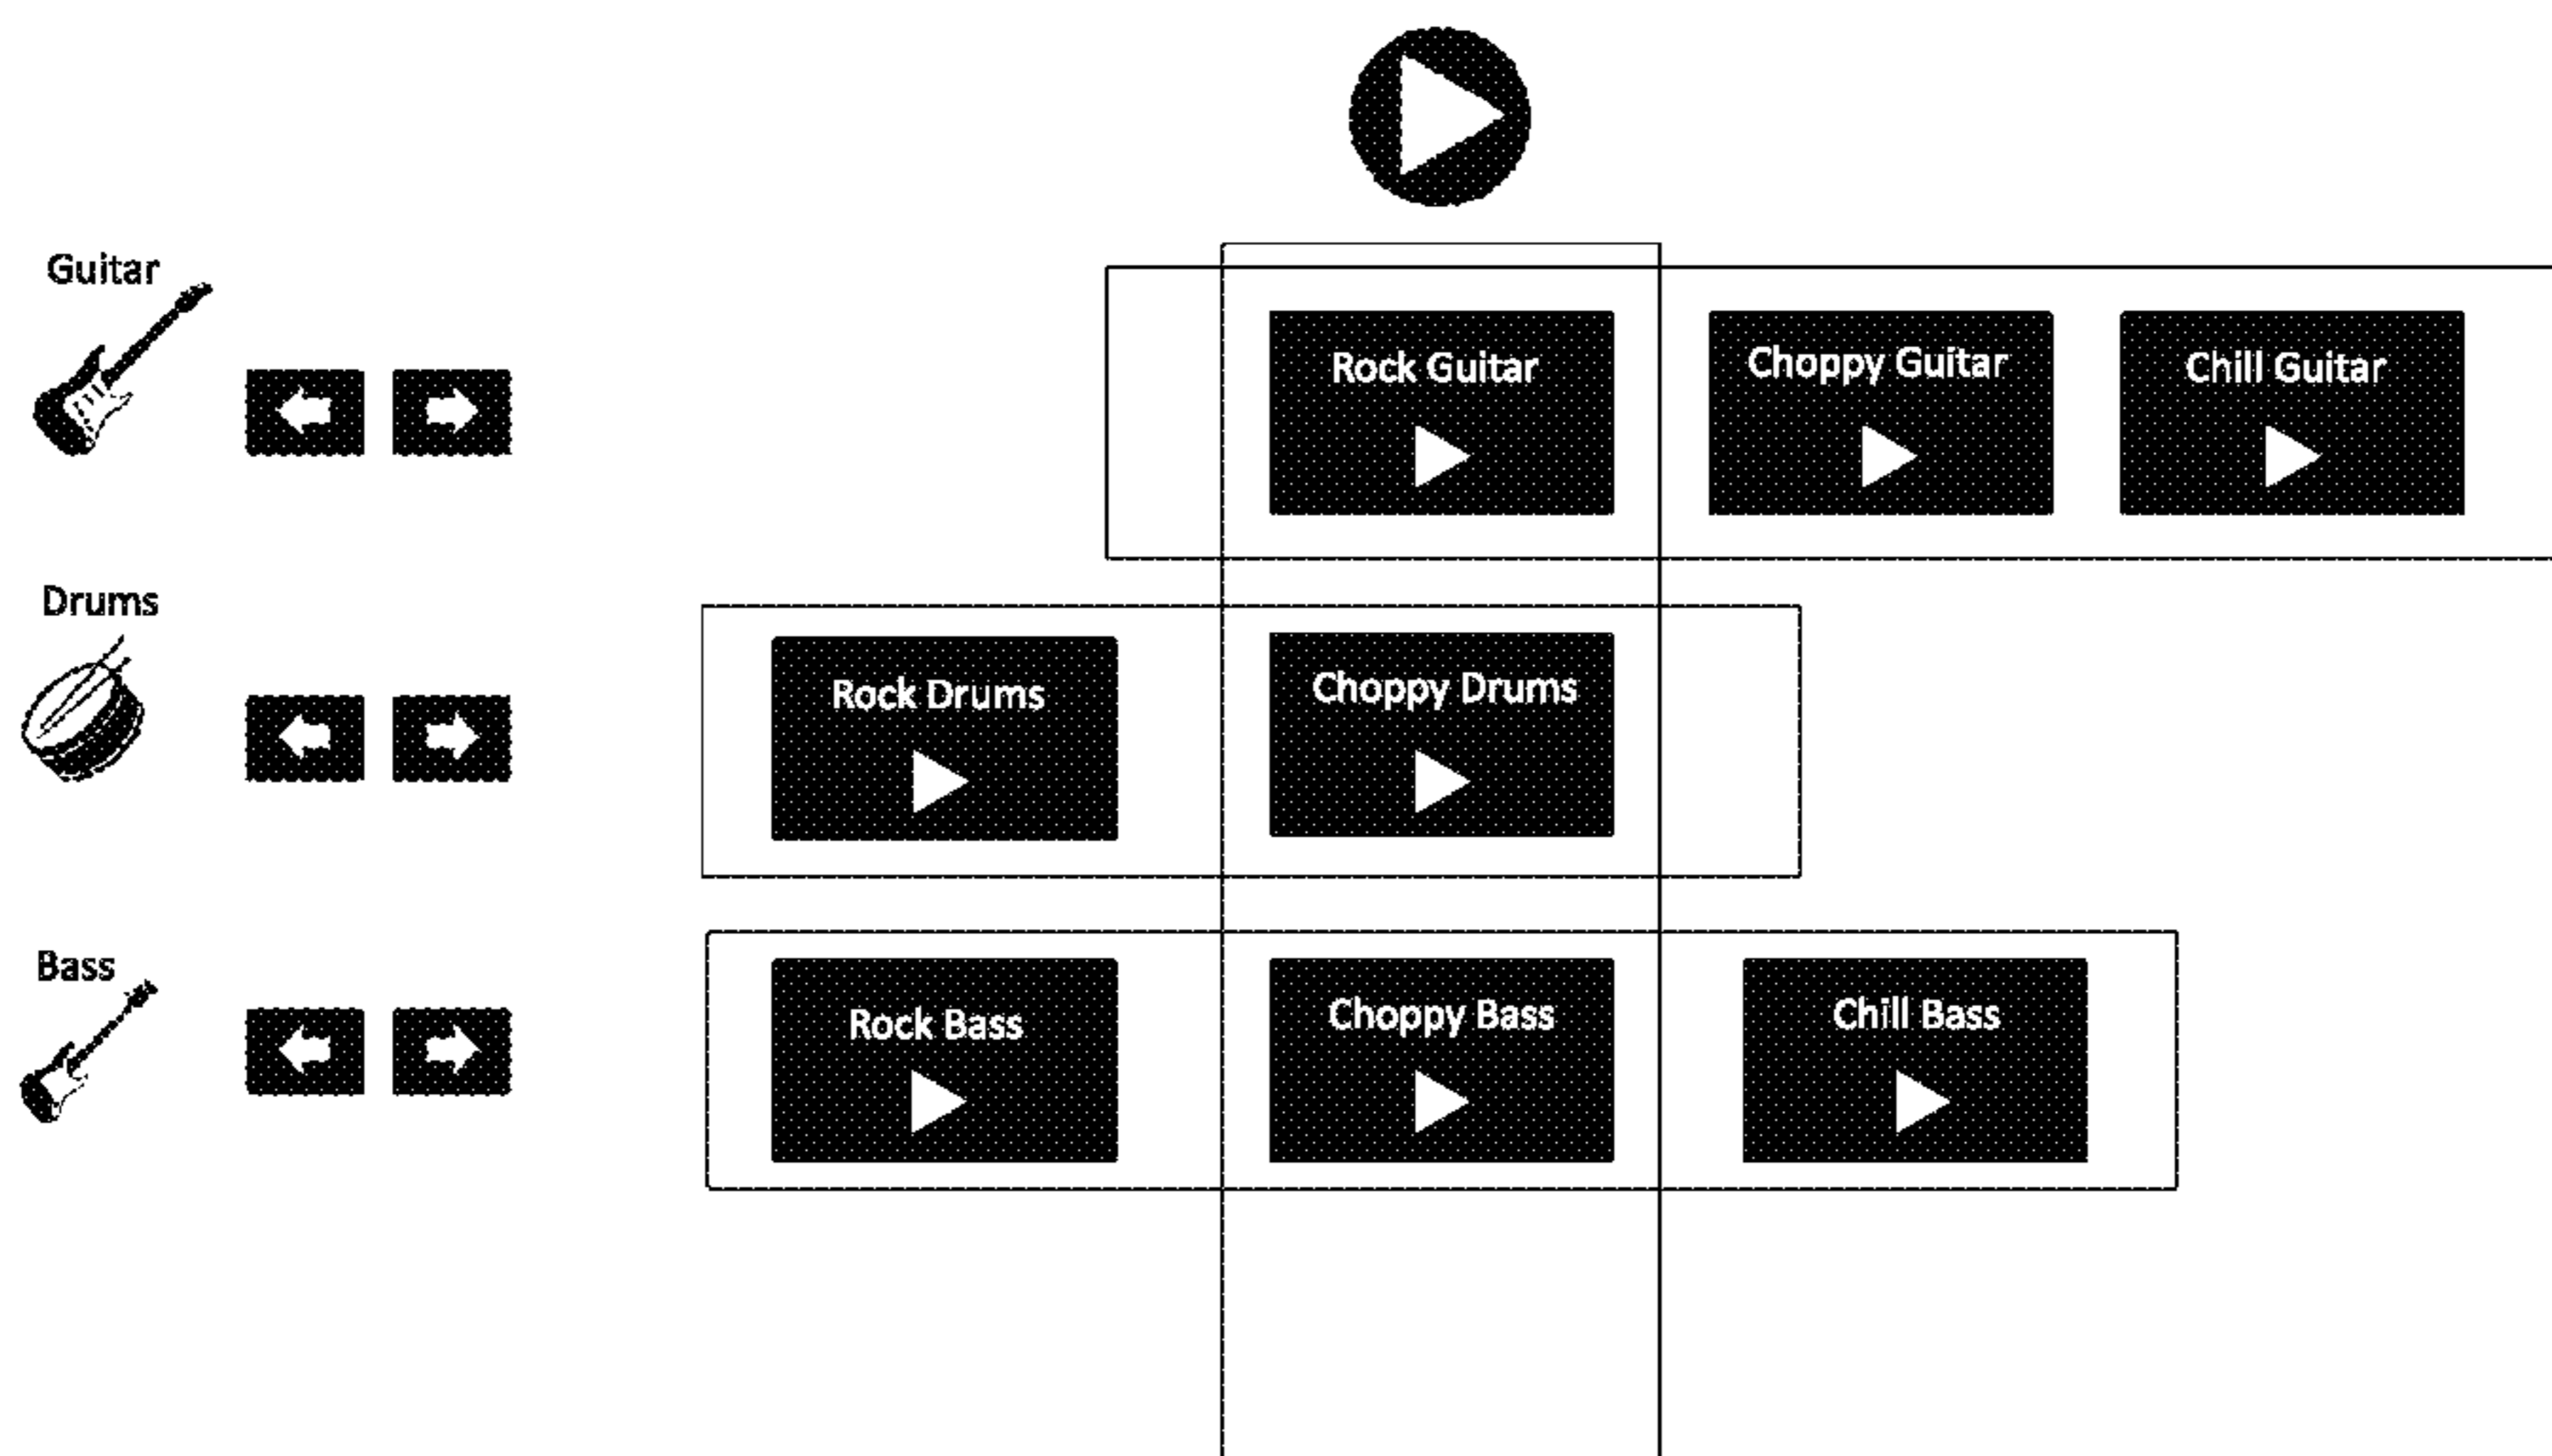 Guitar
Rock Guitar
Choppy Guitar
Chill Guitar
Drums
Rock Drums
Choppy Drums
Bass
Rock Bass
Choppy Bass
Chill Bass